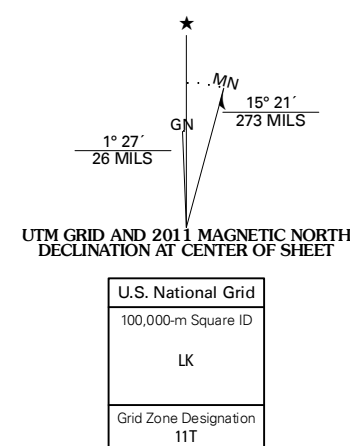 ★
MN
15° 21´
273 MILS
GN
1° 27´
26 MILS
UTM GRID AND 2011 MAGNETIC NORTH
DECLINATION AT CENTER OF SHEET
U.S. National Grid
100,000-m Square ID
LK
Grid Zone Designation
11T